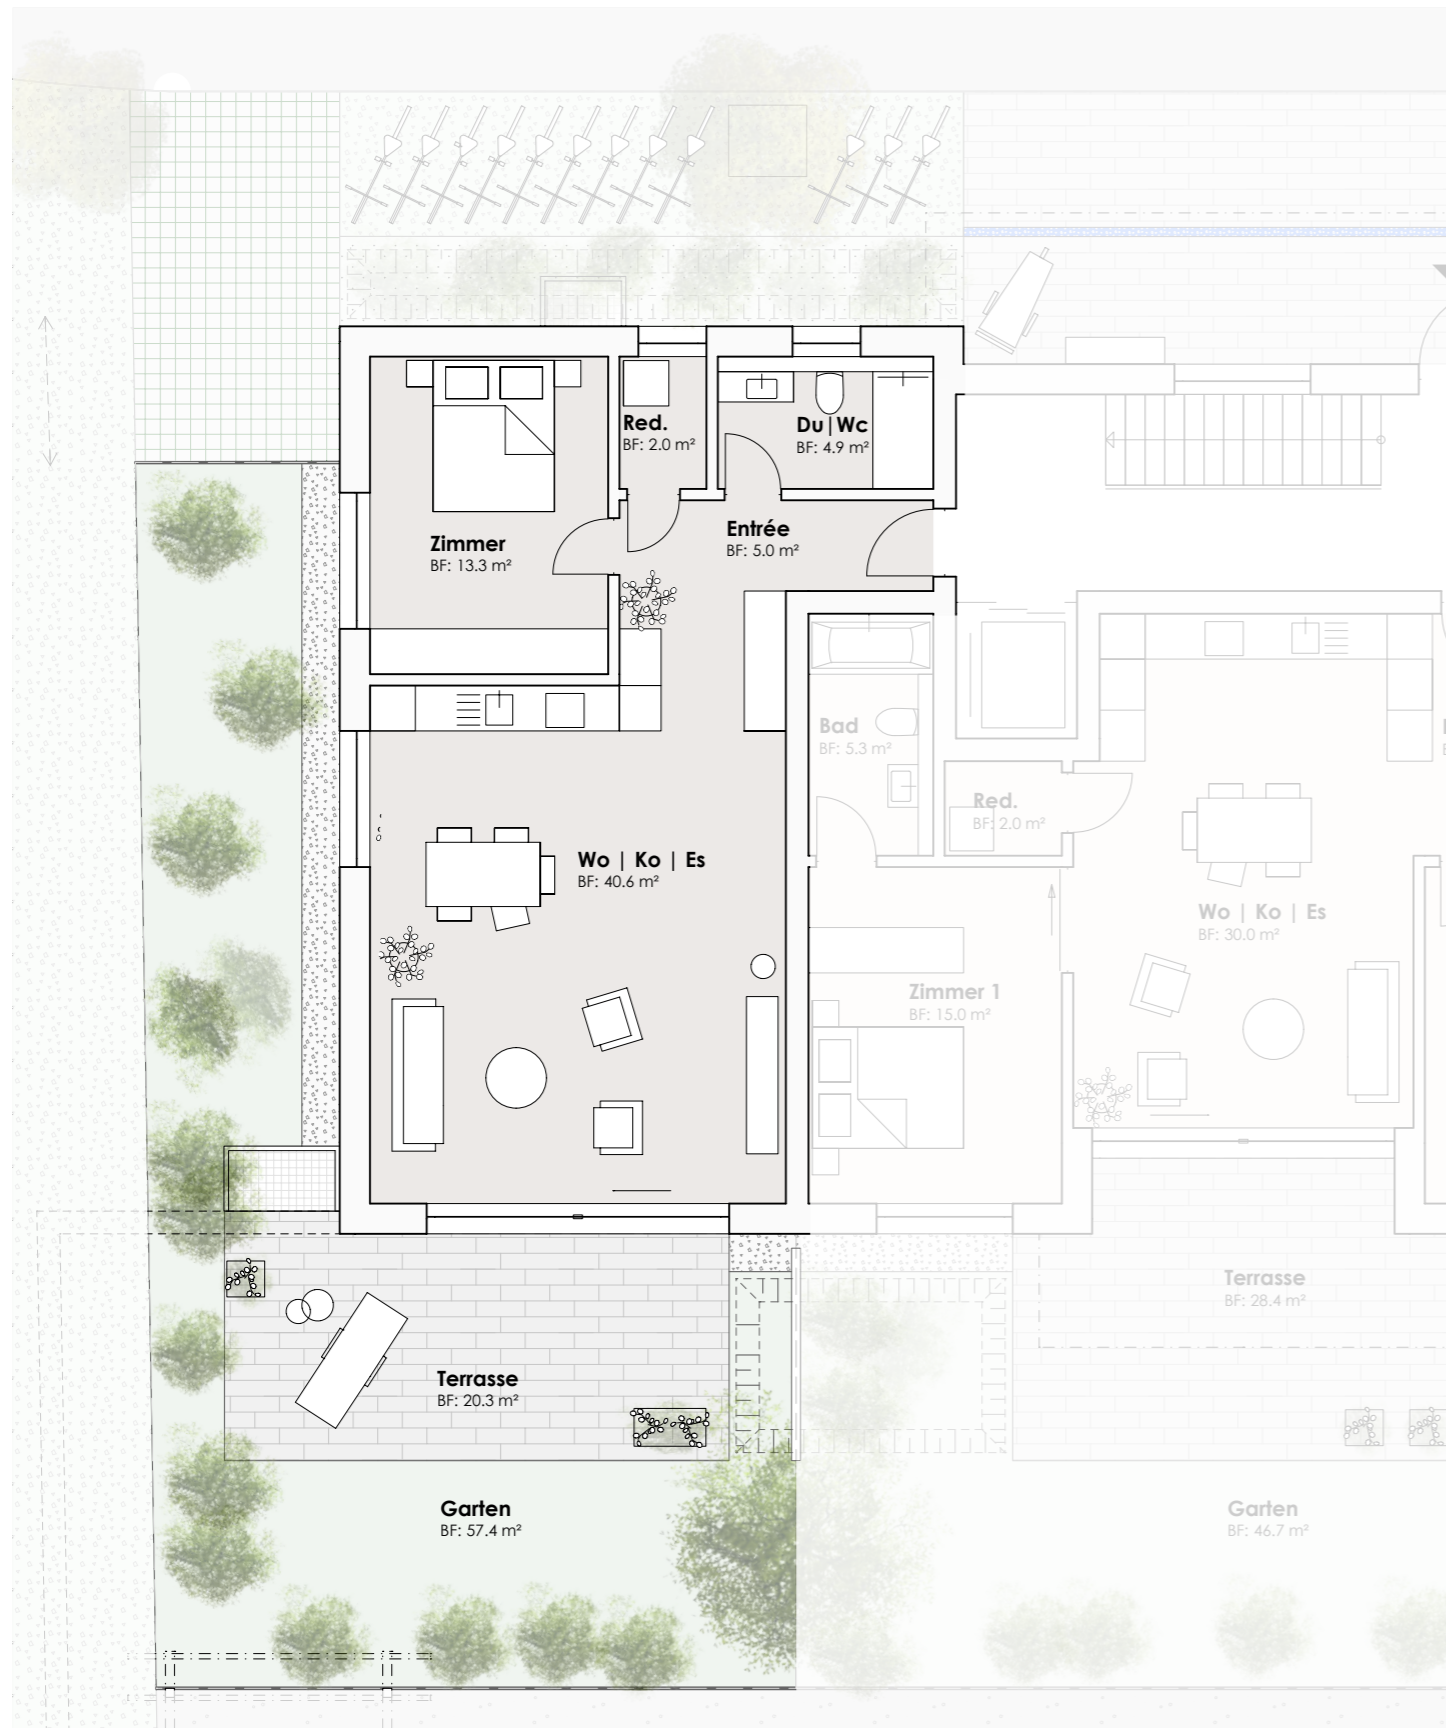 Red.
BF: 2.0 m²
Du|Wc
BF: 4.9 m²
Zimmer
BF: 13.3 m²
Entrée
BF: 5.0 m²
Bad
BF: 5.3 m²
Red.
BF: 2.0 m²
Wo | Ko | Es
BF: 40.6 m²
Wo | Ko | Es
BF: 30.0 m²
Zimmer 1
BF: 15.0 m²
Terrasse
BF: 28.4 m²
Terrasse
BF: 20.3 m²
Garten
BF: 57.4 m²
Garten
BF: 46.7 m²